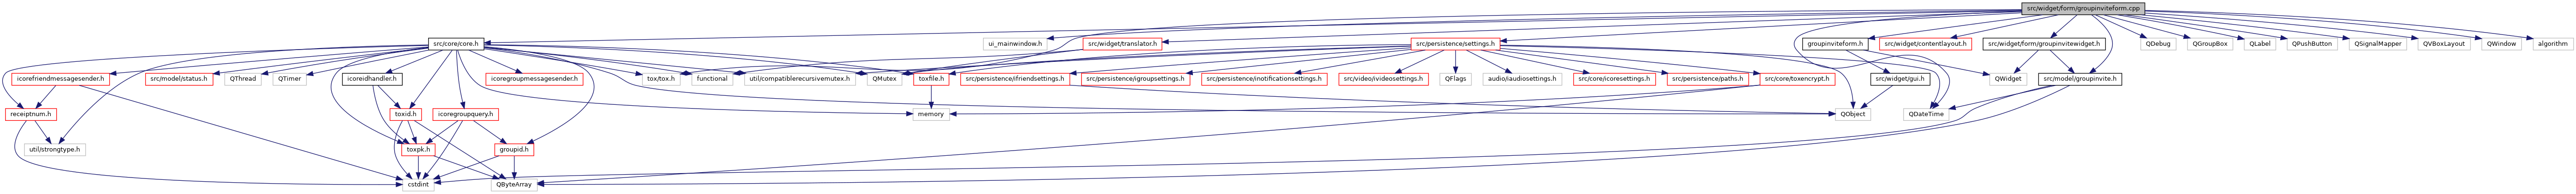 src/widget/form/groupinviteform.cpp
src/core/core.h
ui_mainwindow.h
src/widget/translator.h
src/persistence/settings.h
groupinviteform.h
src/widget/contentlayout.h
src/widget/form/groupinvitewidget.h
QDebug
QGroupBox
QLabel
QPushButton
QSignalMapper
QVBoxLayout
QWindow
algorithm
icorefriendmessagesender.h
src/model/status.h
QThread
QTimer
icoreidhandler.h
icoregroupmessagesender.h
tox/tox.h
functional
util/compatiblerecursivemutex.h
QMutex
toxfile.h
src/persistence/ifriendsettings.h
src/persistence/igroupsettings.h
src/persistence/inotificationsettings.h
src/video/ivideosettings.h
QFlags
audio/iaudiosettings.h
src/core/icoresettings.h
src/persistence/paths.h
src/core/toxencrypt.h
src/widget/gui.h
QWidget
src/model/groupinvite.h
receiptnum.h
toxid.h
icoregroupquery.h
memory
QObject
QDateTime
util/strongtype.h
toxpk.h
groupid.h
cstdint
QByteArray